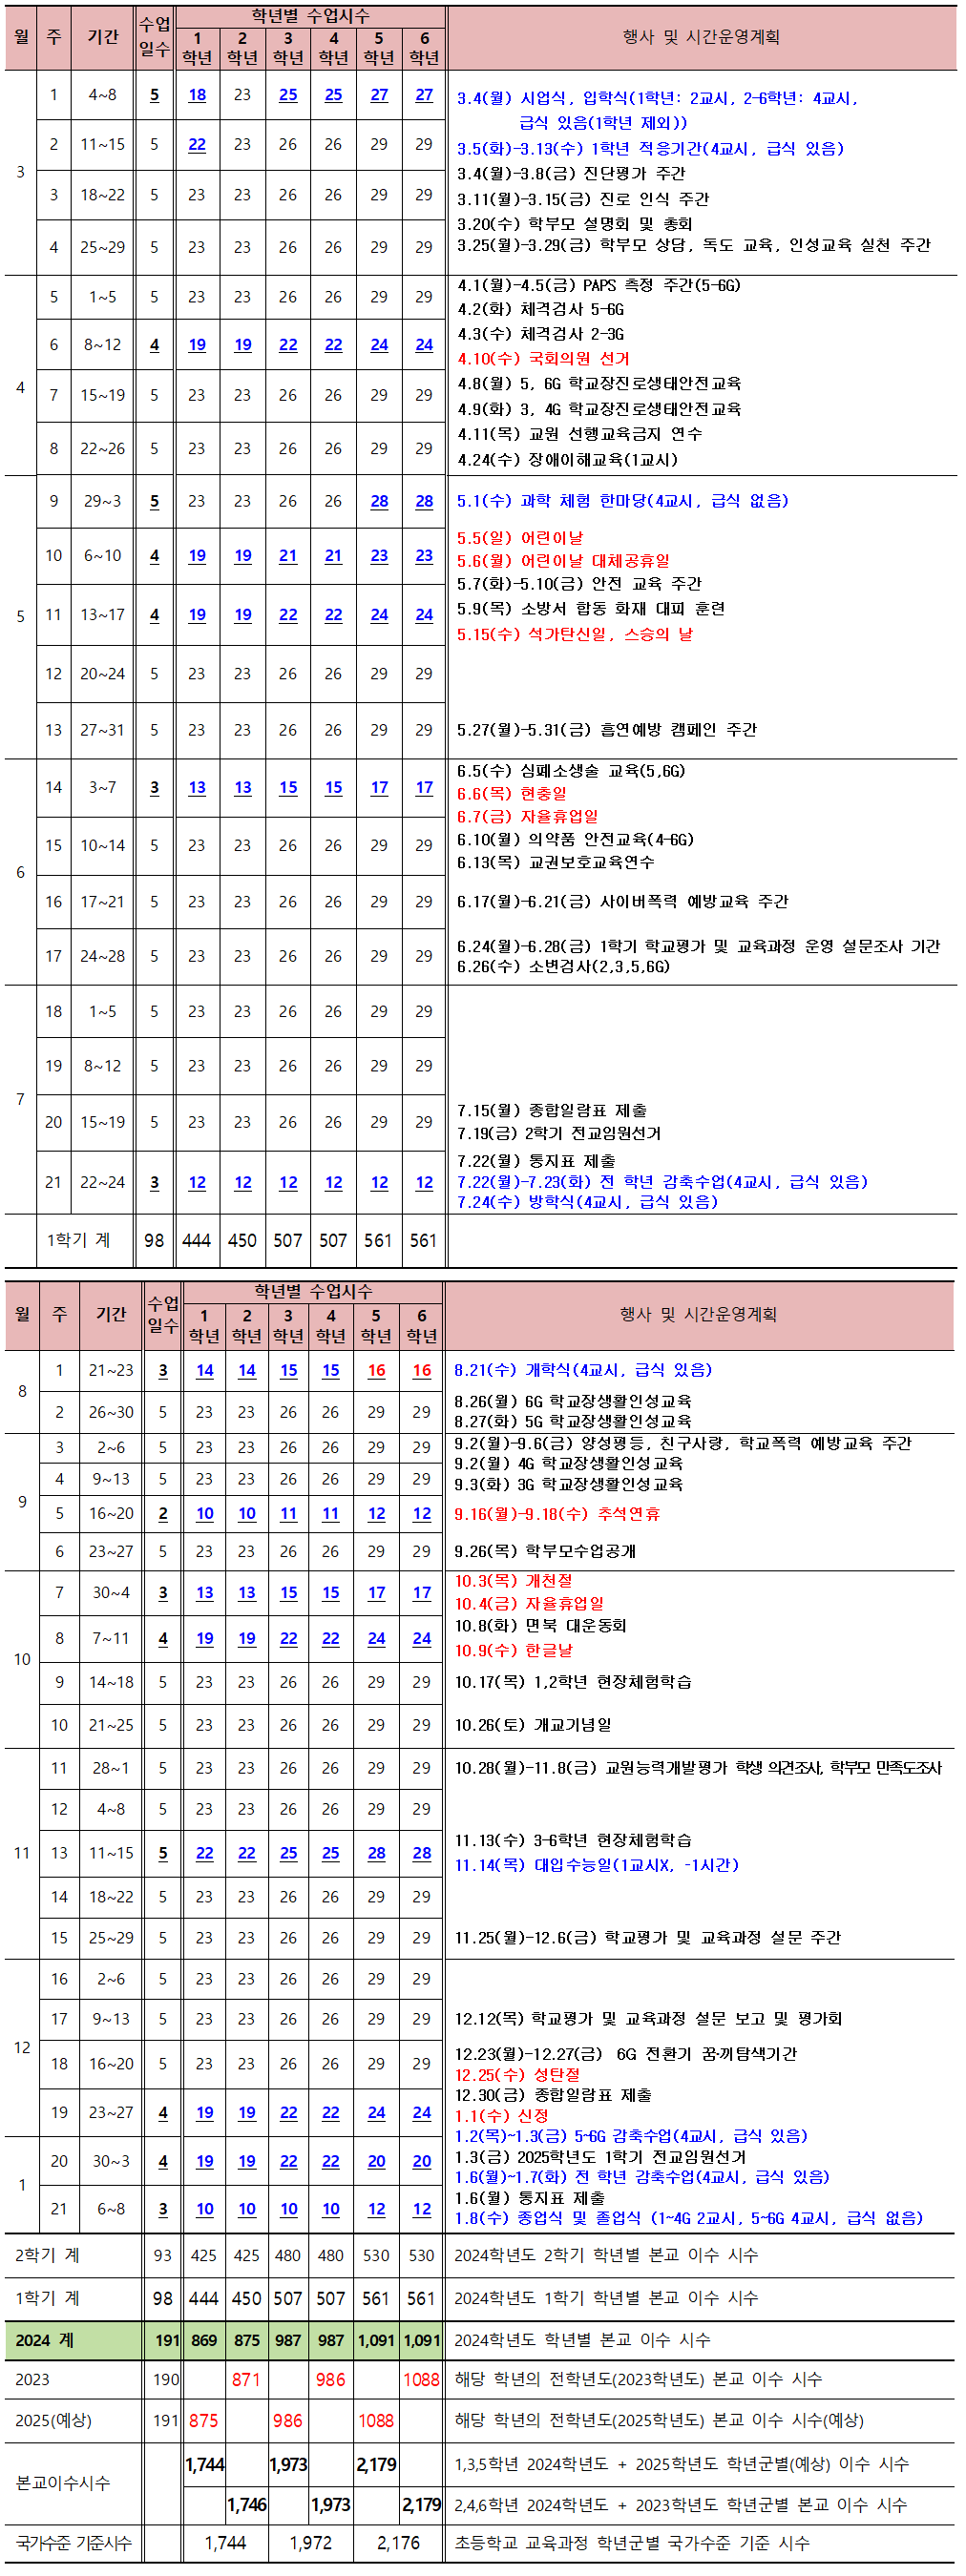 월 주 기간 수업일수 학년별 수업시수 행사 및 시간운영계획
1학년 2학년 3학년 4학년 5학년 6학년
3 1 4~8 5 18 23 25 25 27 27 3.4(월) 시업식, 입학식(1학년: 2교시, 2-6학년: 4교시,
급식 있음(1학년 제외))
2 11~15 5 22 23 26 26 29 29 3.5(화)-3.13(수) 1학년 적응기간(4교시, 급식 있음)
3.4(월)-3.8(금) 진단평가 주간
3 18~22 5 23 23 26 26 29 29 3.11(월)-3.15(금) 진로 인식 주간
3.20(수) 학부모 설명회 및 총회
4 25~29 5 23 23 26 26 29 29 3.25(월)-3.29(금) 학부모 상담, 독도 교육, 인성교육 실천 주간
4 5 1~5 5 23 23 26 26 29 29 4.1(월)-4.5(금) PAPS 측정 주간(5-6G)
4.2(화) 체격검사 5-6G
6 8~12 4 19 19 22 22 24 24 4.3(수) 체격검사 2-3G
4.10(수) 국회의원 선거
7 15~19 5 23 23 26 26 29 29 4.8(월) 5, 6G 학교장진로생태안전교육
4.9(화) 3, 4G 학교장진로생태안전교육
8 22~26 5 23 23 26 26 29 29 4.11(목) 교원 선행교육금지 연수
4.24(수) 장애이해교육(1교시)
5 9 29~3 5 23 23 26 26 28 28 5.1(수) 과학 체험 한마당(4교시, 급식 없음)
5.5(일) 어린이날
10 6~10 4 19 19 21 21 23 23 5.6(월) 어린이날 대체공휴일
5.7(화)-5.10(금) 안전 교육 주간
11 13~17 4 19 19 22 22 24 24 5.9(목) 소방서 합동 화재 대피 훈련
5.15(수) 석가탄신일, 스승의 날
12 20~24 5 23 23 26 26 29 29
13 27~31 5 23 23 26 26 29 29 5.27(월)-5.31(금) 흡연예방 캠페인 주간
6 14 3~7 3 13 13 15 15 17 17 6.5(수) 심폐소생술 교육(5,6G)
6.6(목) 현충일
6.7(금) 자율휴업일
15 10~14 5 23 23 26 26 29 29 6.10(월) 의약품 안전교육(4-6G)
6.13(목) 교권보호교육연수
16 17~21 5 23 23 26 26 29 29 6.17(월)-6.21(금) 사이버폭력 예방교육 주간
17 24~28 5 23 23 26 26 29 29 6.24(월)-6.28(금) 1학기 학교평가 및 교육과정 운영 설문조사 기간
6.26(수) 소변검사(2,3,5,6G)
7 18 1~5 5 23 23 26 26 29 29
19 8~12 5 23 23 26 26 29 29
20 15~19 5 23 23 26 26 29 29 7.15(월) 종합일람표 제출
7.19(금) 2학기 전교임원선거
21 22~24 3 12 12 12 12 12 12 7.22(월) 통지표 제출
7.22(월)-7.23(화) 전 학년 감축수업(4교시, 급식 있음)
7.24(수) 방학식(4교시, 급식 있음)
1학기 계 98 444 450 507 507 561 561
월 주 기간 수업일수 학년별 수업시수 행사 및 시간운영계획
1학년 2학년 3학년 4학년 5학년 6학년
8 1 21~23 3 14 14 15 15 16 16 8.21(수) 개학식(4교시, 급식 있음)
2 26~30 5 23 23 26 26 29 29 8.26(월) 6G 학교장생활인성교육
8.27(화) 5G 학교장생활인성교육
9 3 2~6 5 23 23 26 26 29 29 9.2(월)-9.6(금) 양성평등, 친구사랑, 학교폭력 예방교육 주간
9.2(월) 4G 학교장생활인성교육
4 9~13 5 23 23 26 26 29 29 9.3(화) 3G 학교장생활인성교육
5 16~20 2 10 10 11 11 12 12 9.16(월)-9.18(수) 추석연휴
6 23~27 5 23 23 26 26 29 29 9.26(목) 학부모수업공개
10 7 30~4 3 13 13 15 15 17 17 10.3(목) 개천절
10.4(금) 자율휴업일
8 7~11 4 19 19 22 22 24 24 10.8(화) 면북 대운동회
10.9(수) 한글날
9 14~18 5 23 23 26 26 29 29 10.17(목) 1,2학년 현장체험학습
10 21~25 5 23 23 26 26 29 29 10.26(토) 개교기념일
11 11 28~1 5 23 23 26 26 29 29 10.28(월)-11.8(금) 교원능력개발평가 학생 의견조사, 학부모 만족도조사
12 4~8 5 23 23 26 26 29 29
13 11~15 5 22 22 25 25 28 28 11.13(수) 3-6학년 현장체험학습
11.14(목) 대입수능일(1교시X, -1시간)
14 18~22 5 23 23 26 26 29 29
15 25~29 5 23 23 26 26 29 29 11.25(월)-12.6(금) 학교평가 및 교육과정 설문 주간
12 16 2~6 5 23 23 26 26 29 29
17 9~13 5 23 23 26 26 29 29 12.12(목) 학교평가 및 교육과정 설문 보고 및 평가회
18 16~20 5 23 23 26 26 29 29 12.23(월)-12.27(금) 6G 전환기 꿈·끼탐색기간
12.25(수) 성탄절
19 23~27 4 19 19 22 22 24 24 12.30(금) 종합일람표 제출
1.1(수) 신정
1.2(목)~1.3(금) 5~6G 감축수업(4교시, 급식 있음)
1 20 30~3 4 19 19 22 22 20 20 1.3(금) 2025학년도 1학기 전교임원선거
1.6(월)~1.7(화) 전 학년 감축수업(4교시, 급식 있음)
21 6~8 3 10 10 10 10 12 12 1.6(월) 통지표 제출
1.8(수) 종업식 및 졸업식 (1~4G 2교시, 5~6G 4교시, 급식 없음)
2학기 계 93 425 425 480 480 530 530 2024학년도 2학기 학년별 본교 이수 시수
1학기 계 98 444 450 507 507 561 561 2024학년도 1학기 학년별 본교 이수 시수
2024 계 191 869 875 987 987 1,091 1,091 2024학년도 학년별 본교 이수 시수
2023 190 871 986 1088 해당 학년의 전학년도(2023학년도) 본교 이수 시수
2025(예상) 191 875 986 1088 해당 학년의 전학년도(2025학년도) 본교 이수 시수(예상)
본교이수시수 1,744 1,973 2,179 1,3,5학년 2024학년도 + 2025학년도 학년군별(예상) 이수 시수
1,746 1,973 2,179 2,4,6학년 2024학년도 + 2023학년도 학년군별 본교 이수 시수
국가수준 기준시수 1,744 1,972 2,176 초등학교 교육과정 학년군별 국가수준 기준 시수